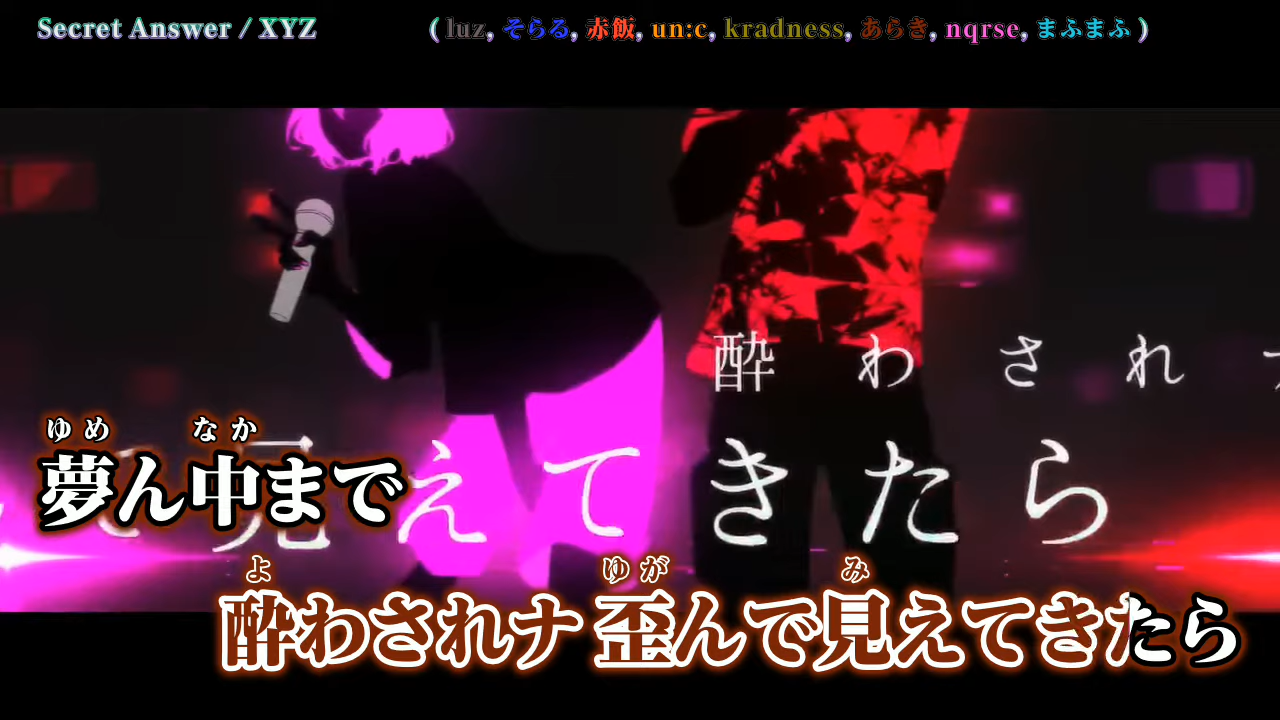 Secret Answer / XYZ ( luz, そらる, 赤飯, un:c, kradness, あらき, nqrse, まふまふ )
酔わされ
ゆめ なか
夢ん中まで
見えてきたら
よ ゆが み
酔わされナ 歪んで見えてきたら